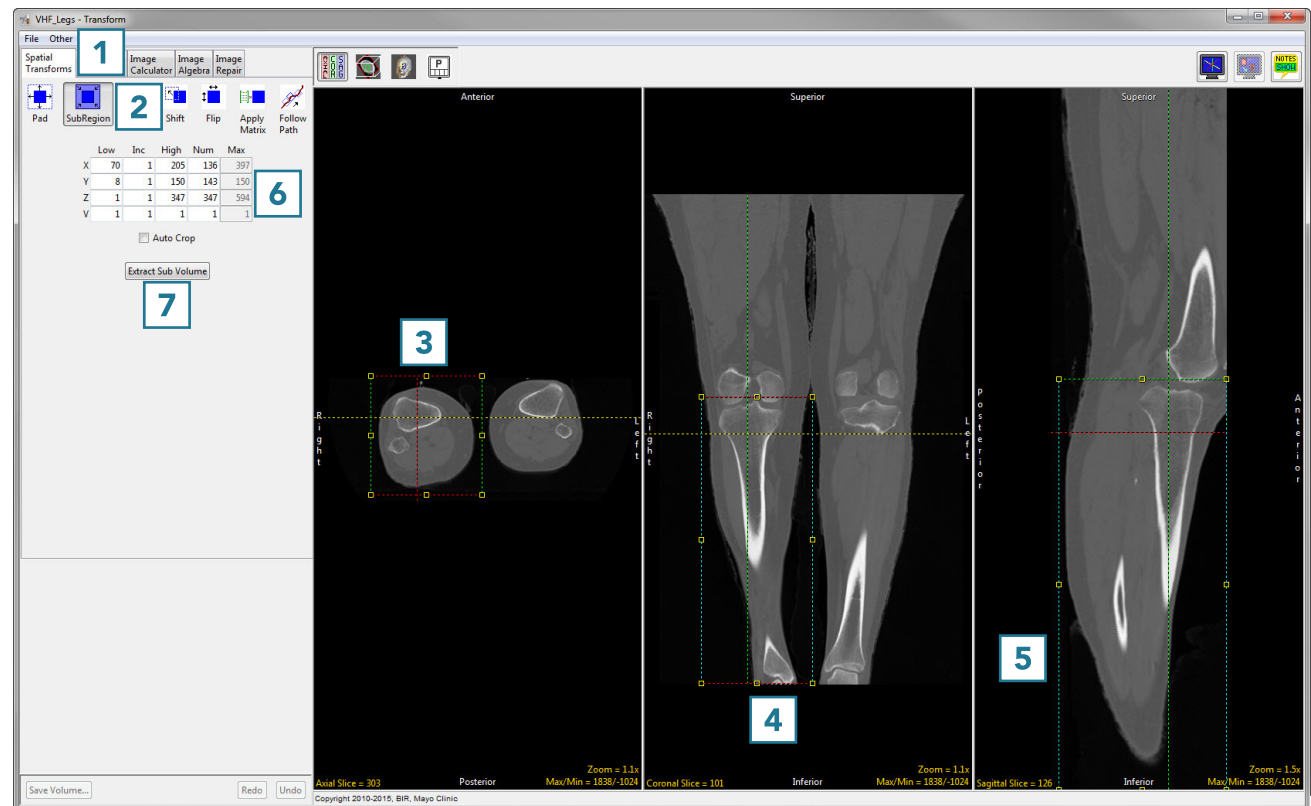 VHF_Legs - Transform
File Other
1
Spatial Transforms
Image Calculator
Image Algebra
Image Repair
Pad
SubRegion
2
Shift
Flip
Apply Matrix
Follow Path
Low Inc High Num Max
X 70 1 205 136 397
Y 8 1 150 143 150
Z 1 1 347 347 594
V 1 1 1 1 1
6
Auto Crop
Extract Sub Volume
7
Save Volume...
Redo
Undo
A X I A L
C O R
S A G
P
NOTES
SHOW
Anterior
3
Right
Left
Zoom = 1.1x
Axial Slice = 303
Posterior
Max/Min = 1838/-1024
Superior
Right
Left
4
Zoom = 1.1x
Coronal Slice = 101
Inferior
Max/Min = 1838/-1024
Superior
Posterior
Anterior
5
Zoom = 1.5x
Sagittal Slice = 126
Inferior
Max/Min = 1838/-1024
Copyright 2010-2015, BIR, Mayo Clinic